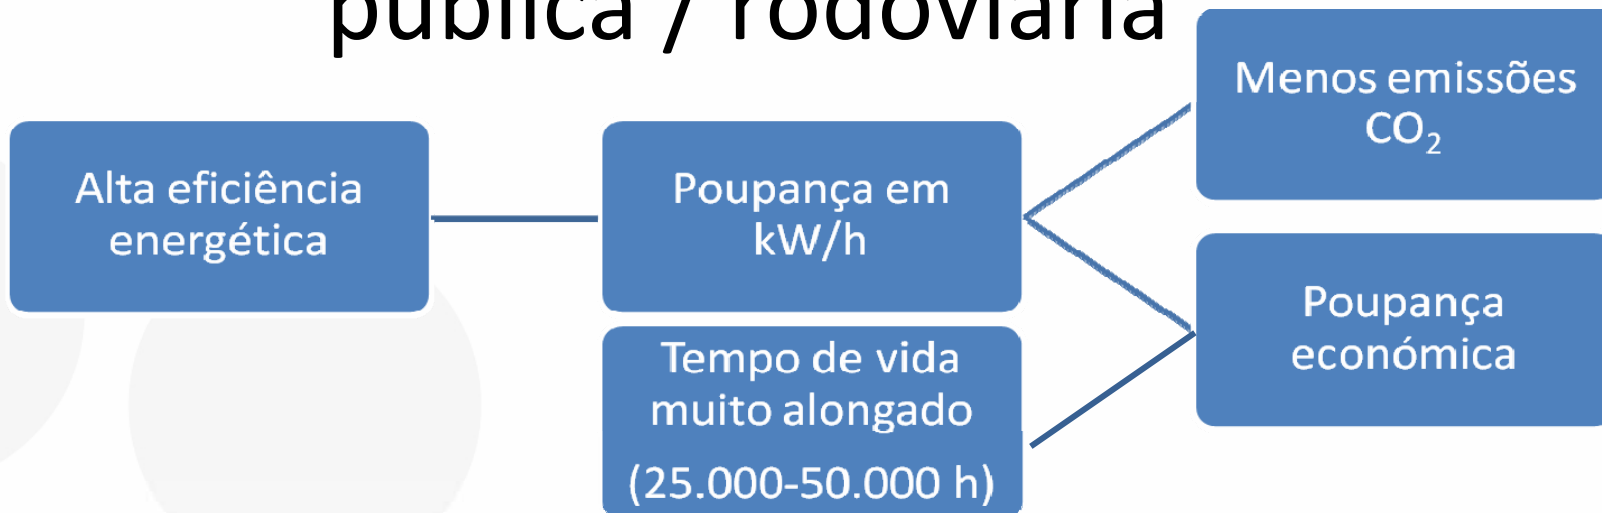 pública / rodoviária
Menos emissões
CO₂
Alta eficiência
energética
Poupança em
kW/h
Poupança
económica
Tempo de vida
muito alongado
(25.000-50.000 h)